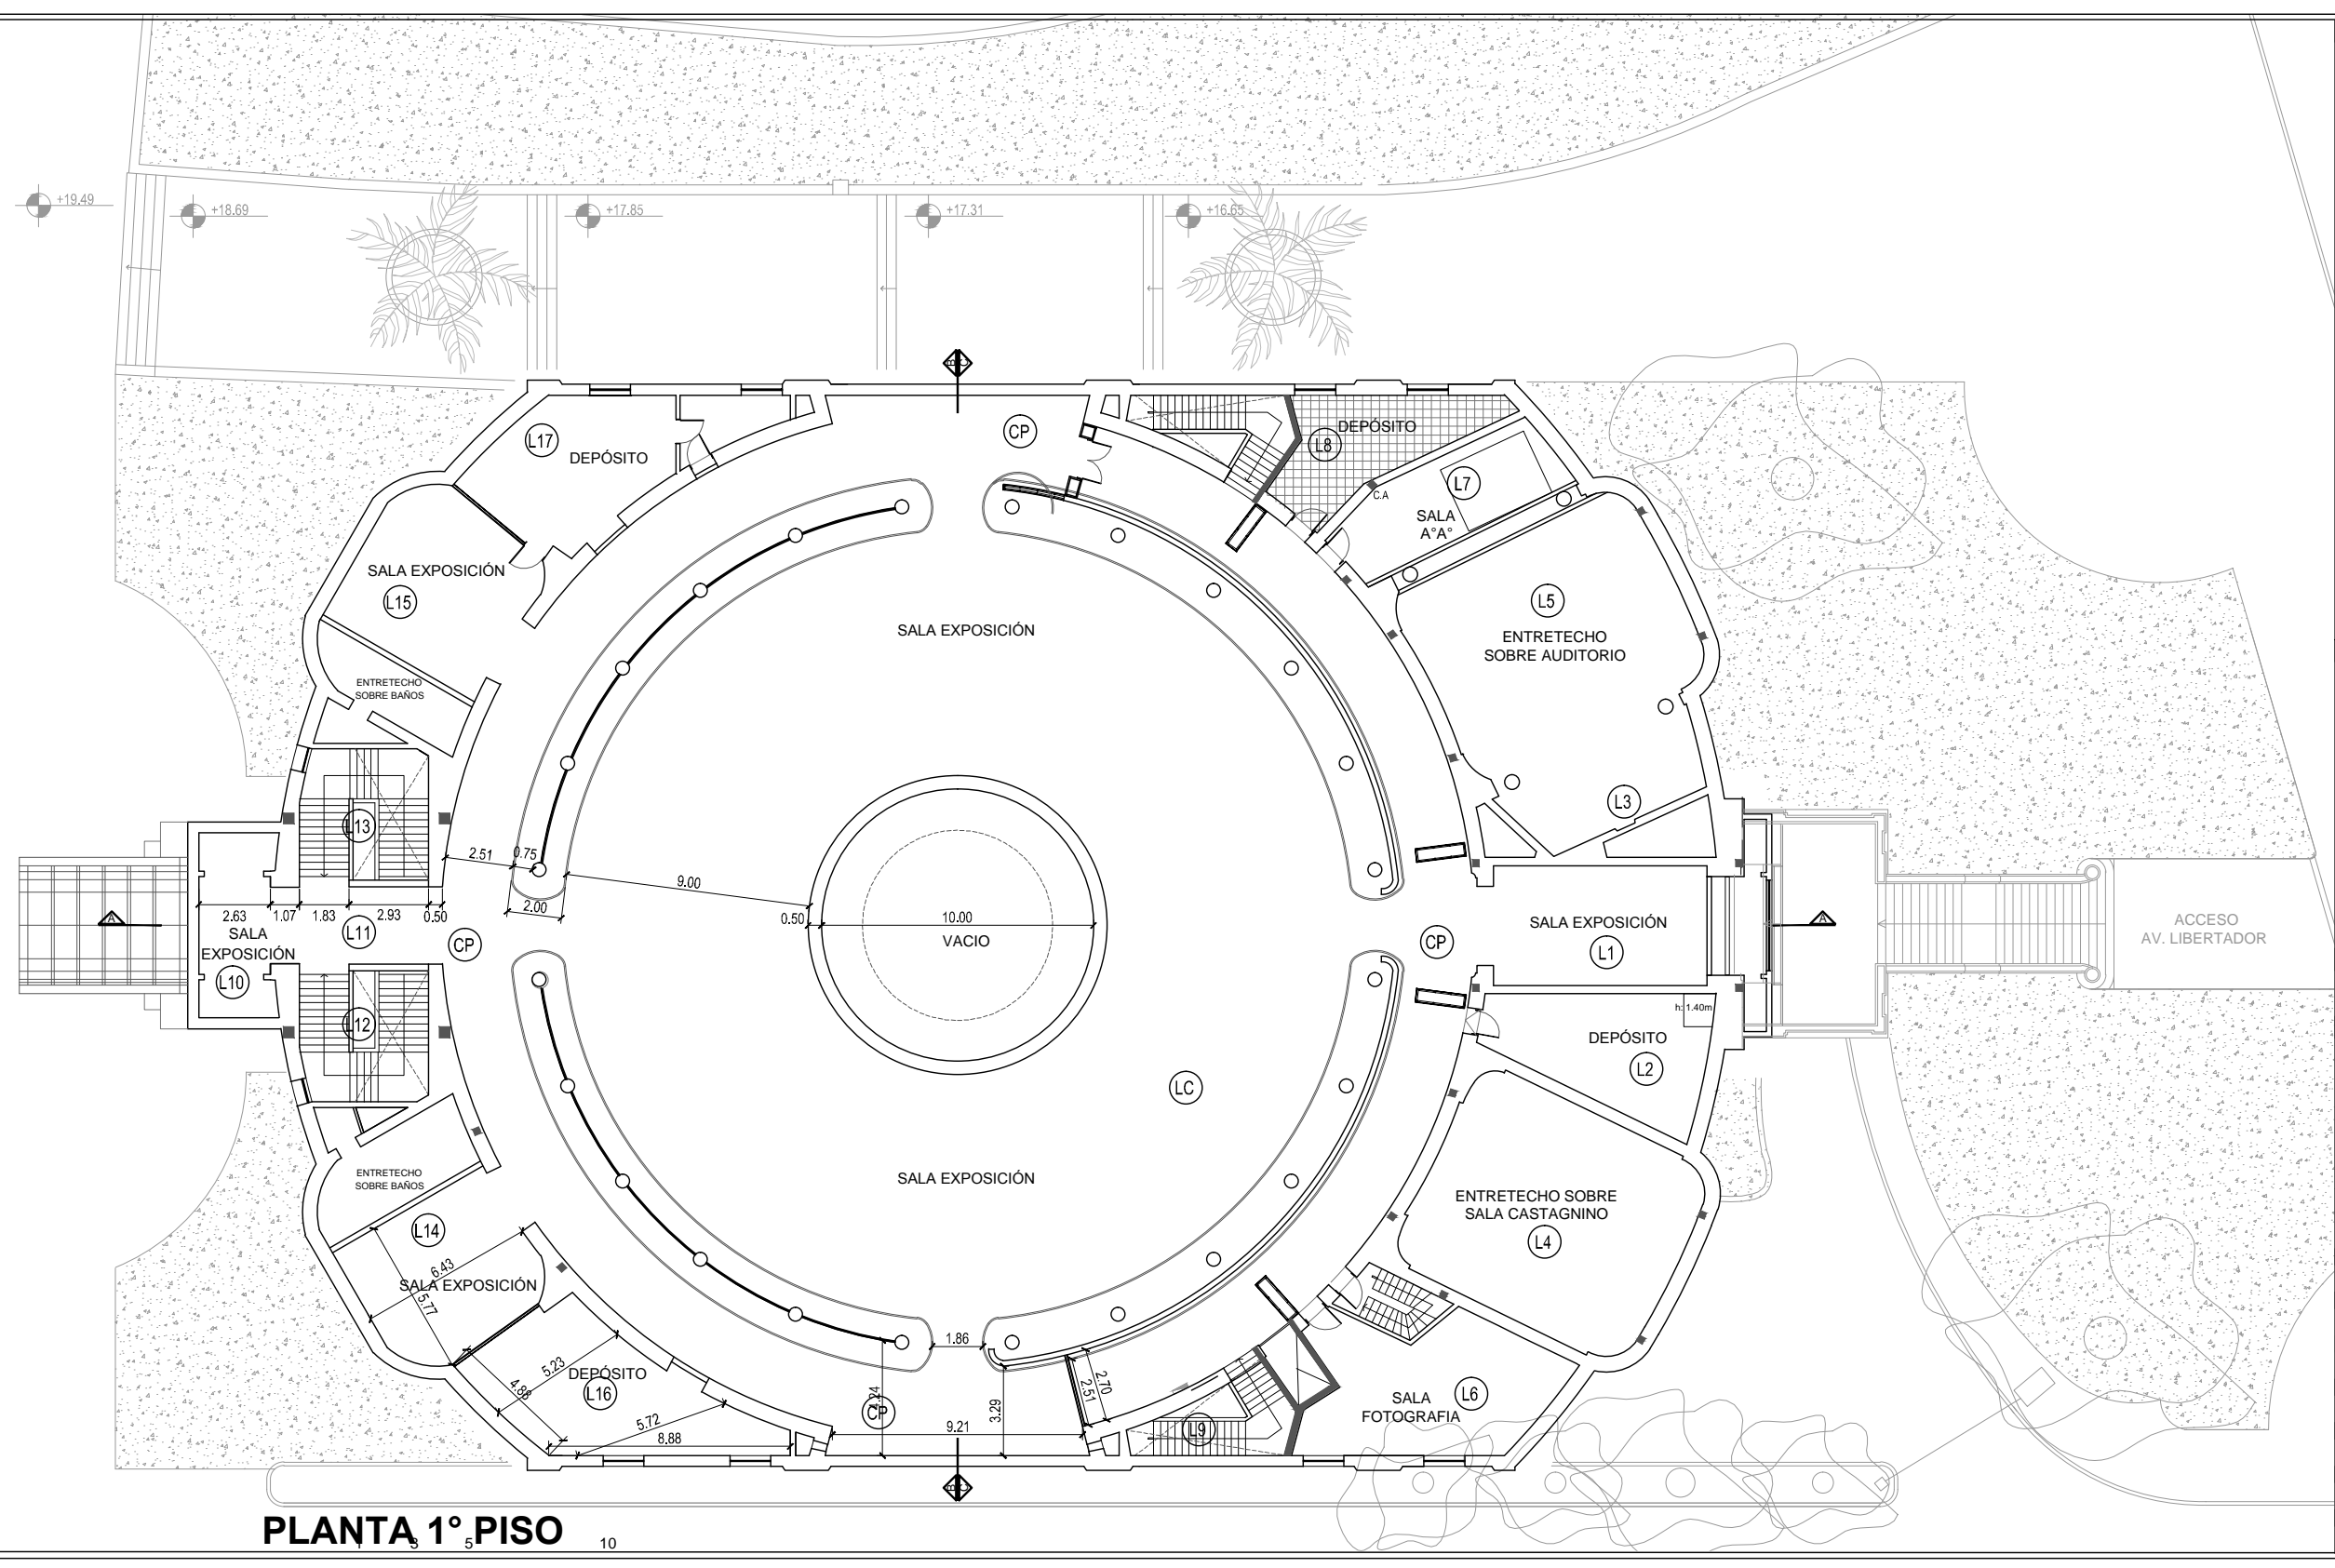 +19.49
+18.69
+17.85
+17.31
+16.65
CP
L17
DEPÓSITO
DEPÓSITO
L8
L7
C.A
SALA
A°A°
SALA EXPOSICIÓN
L15
L5
ENTRETECHO
SOBRE AUDITORIO
SALA EXPOSICIÓN
ENTRETECHO
SOBRE BAÑOS
L3
L13
2.51
0.75
9.00
2.00
2.63
1.07
1.83
2.93
0.50
0.50
10.00
VACIO
A
SALA
EXPOSICIÓN
L10
L11
CP
CP
SALA EXPOSICIÓN
L1
A
ACCESO
AV. LIBERTADOR
h: 1.40m
L12
DEPÓSITO
L2
LC
ENTRETECHO
SOBRE BAÑOS
SALA EXPOSICIÓN
ENTRETECHO SOBRE
SALA CASTAGNINO
L4
L14
6.43
SALA EXPOSICIÓN
5.77
1.86
5.23
DEPÓSITO
L16
4.88
5.72
8.88
4.24
CP
9.21
3.29
2.51
2.70
L9
SALA
FOTOGRAFIA
L6
PLANTA 1° PISO
1
3
5
10